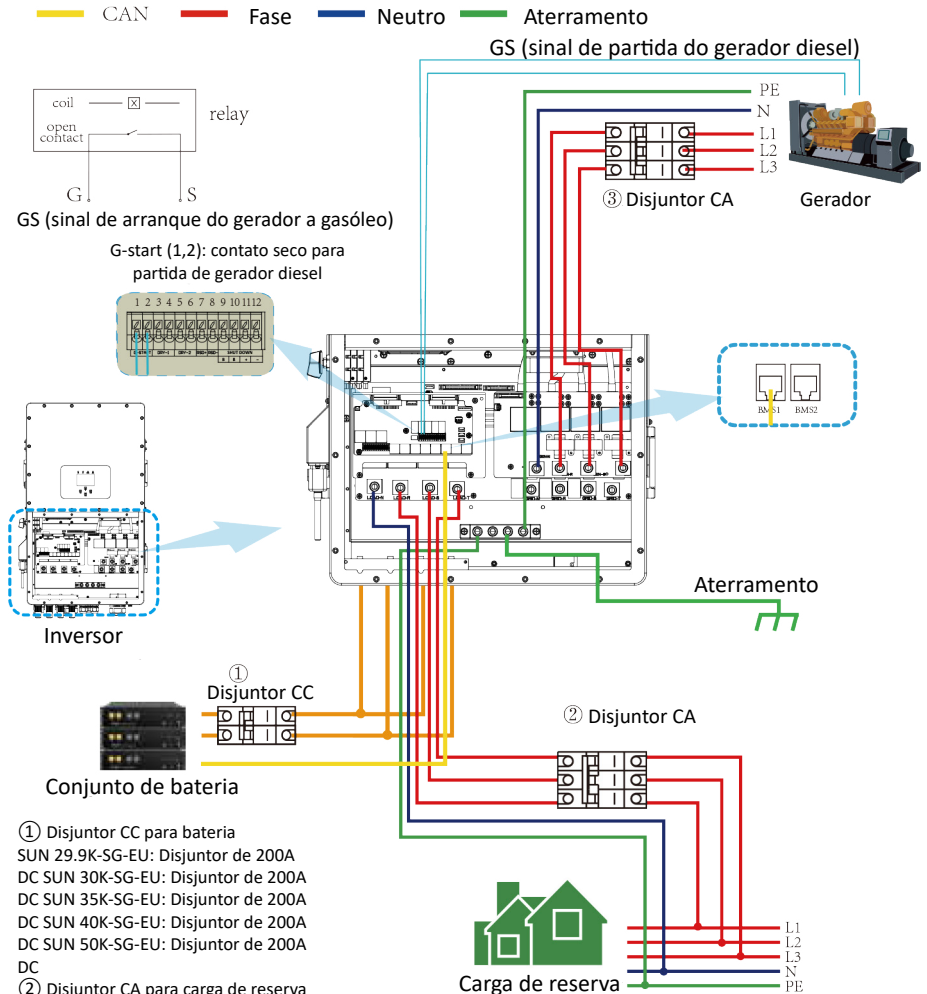 CAN Fase Neutro Aterramento
GS (sinal de partida do gerador diesel)
coil
open
contact
relay
G S
GS (sinal de arranque do gerador a gasóleo)
G-start (1,2): contato seco para
partida de gerador diesel
1 2 3 4 5 6 7 8 9 10 11 12
PE
N
L1
L2
L3
③ Disjuntor CA
Gerador
BMS1 BMS2
LOAD-N LOAD-R LOAD-S LOAD-T
Inversor
Aterramento
①
Disjuntor CC
② Disjuntor CA
Conjunto de bateria
① Disjuntor CC para bateria
SUN 29.9K-SG-EU: Disjuntor de 200A
DC SUN 30K-SG-EU: Disjuntor de 200A
DC SUN 35K-SG-EU: Disjuntor de 200A
DC SUN 40K-SG-EU: Disjuntor de 200A
DC SUN 50K-SG-EU: Disjuntor de 200A
DC
② Disjuntor CA para carga de reserva
Carga de reserva
L1
L2
L3
N
PE